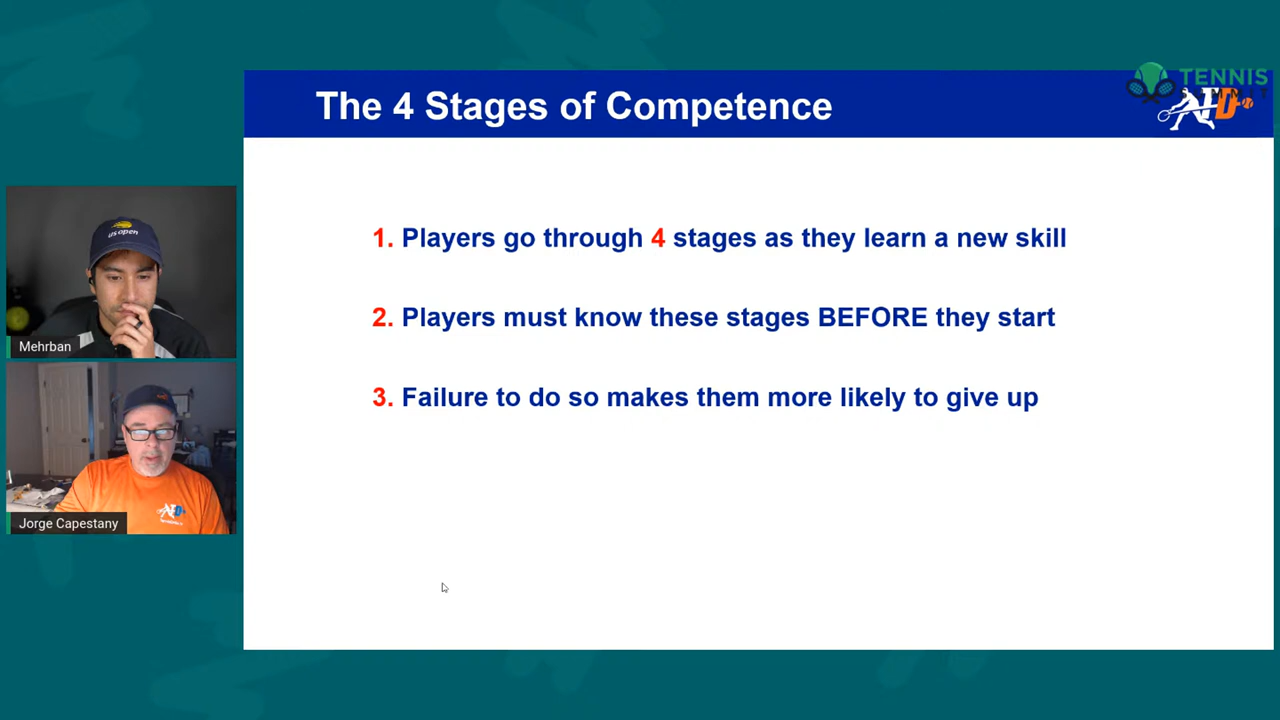 The 4 Stages of Competence
TENNIS
SUMMIT
1. Players go through 4 stages as they learn a new skill
2. Players must know these stages BEFORE they start
3. Failure to do so makes them more likely to give up
us open
Mehrban
Jorge Capestany